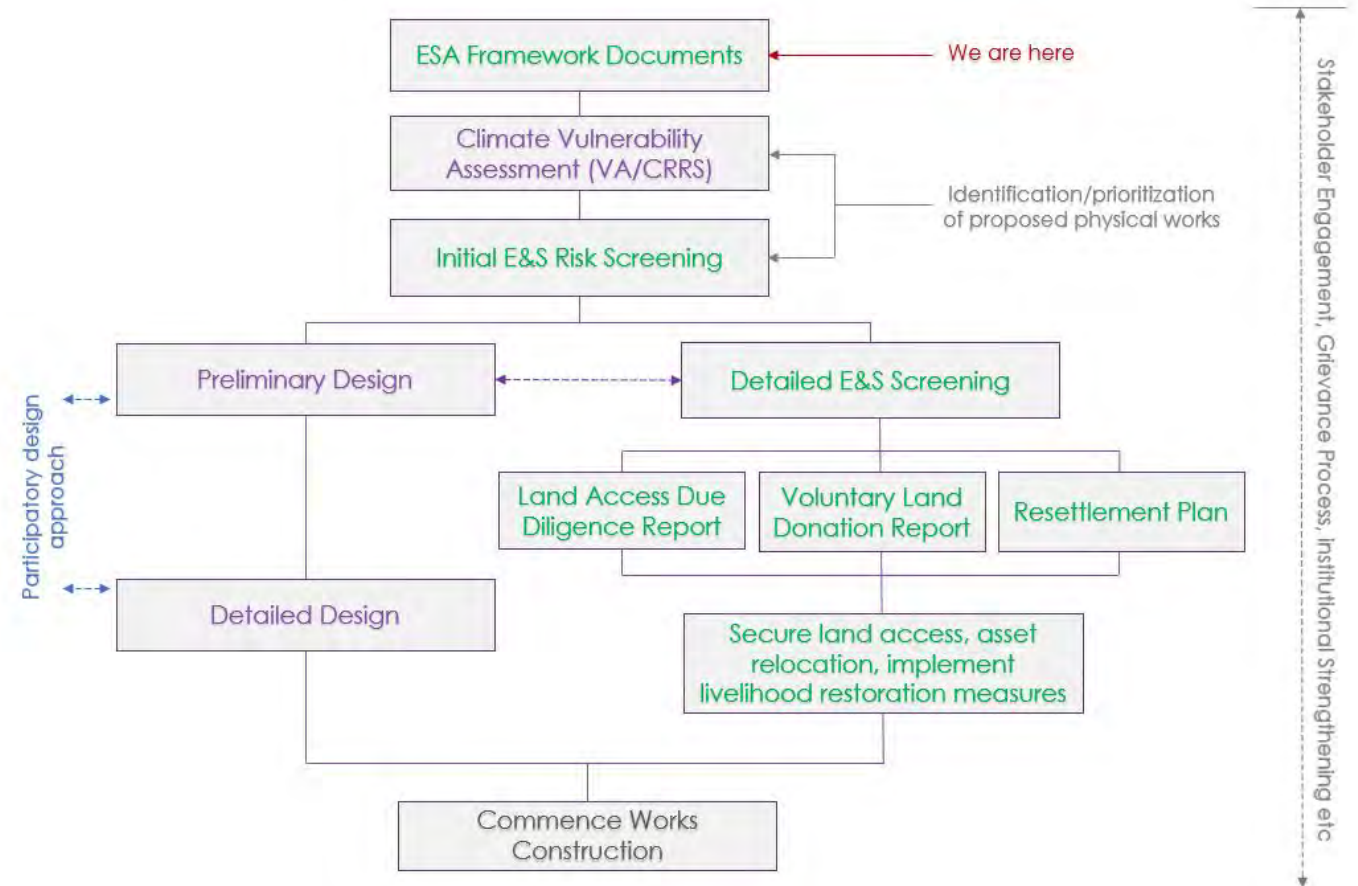 ESA Framework Documents
We are here
Climate Vulnerability
Assessment (VA/CRRS)
Identification/prioritization
of proposed physical works
Initial E&S Risk Screening
Preliminary Design
Detailed E&S Screening
Participatory design
approach
Land Access Due
Diligence Report
Voluntary Land
Donation Report
Resettlement Plan
Detailed Design
Secure land access, asset
relocation, implement
livelihood restoration measures
Commence Works
Construction
Stakeholder Engagement, Grievance Process, institutional Strengthening etc